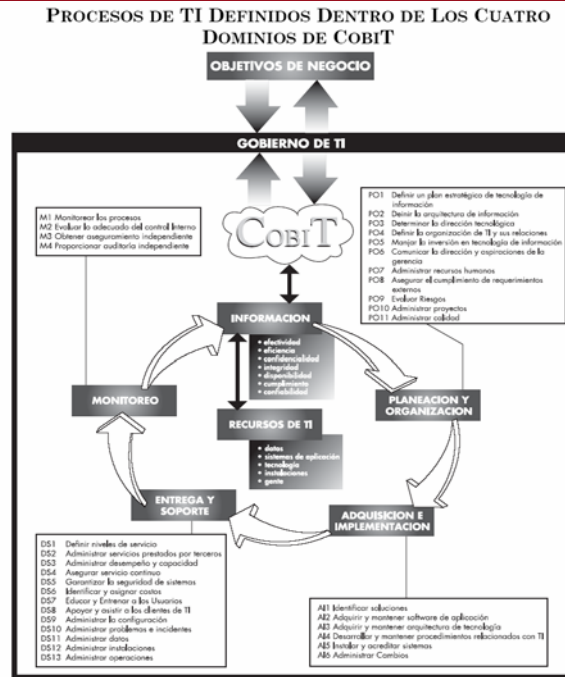 PROCESOS DE TI DEFINIDOS DENTRO DE LOS CUATRO
DOMINIOS DE COBIT
OBJETIVOS DE NEGOCIO
GOBIERNO DE TI
COBIT
M1 Monitorear los procesos
M2 Evaluar lo adecuado del control Interno
M3 Obtener aseguramiento independiente
M4 Proporcionar auditoría independiente
PO1 Definir un plan estratégico de tecnología de
información
PO2 Deinir la arquitectura de información
PO3 Determinar la dirección tecnológica
PO4 Definir la organización de TI y sus relaciones
PO5 Manjar la inversión en tecnología de información
PO6 Comunicar la dirección y aspiraciones de la
gerencia
PO7 Administrar recursos humanos
PO8 Asegurar el cumplimiento de requerimientos
externos
PO9 Evaluar Riesgos
PO10 Administrar proyectos
PO11 Administrar calidad
INFORMACION
• efectividad
• eficiencia
• confidencialidad
• integridad
• disponibilidad
• cumplimiento
• confiabilidad
MONITOREO
PLANEACION Y
ORGANIZACION
RECURSOS DE TI
• datos
• sistemas de aplicación
• tecnología
• instalaciones
• gente
ENTREGA Y
SOPORTE
ADQUISICION E
IMPLEMENTACION
DS1 Definir niveles de servicio
DS2 Administrar servicios prestados por terceros
DS3 Administrar desempeño y capacidad
DS4 Asegurar servicio continuo
DS5 Garantizar la seguridad de sistemas
DS6 Identificar y asignar costos
DS7 Educar y Entrenar a los Usuarios
DS8 Apoyar y asistir a los clientes de TI
DS9 Administrar la configuración
DS10 Administrar problemas e incidentes
DS11 Administrar datos
DS12 Administrar instalaciones
DS13 Administrar operaciones
AI1 Identificar soluciones
AI2 Adquirir y mantener software de aplicación
AI3 Adquirir y mantener arquitectura de tecnología
AI4 Desarrollar y mantener procedimientos relacionados con TI
AI5 Instalar y acreditar sistemas
AI6 Administrar Cambios